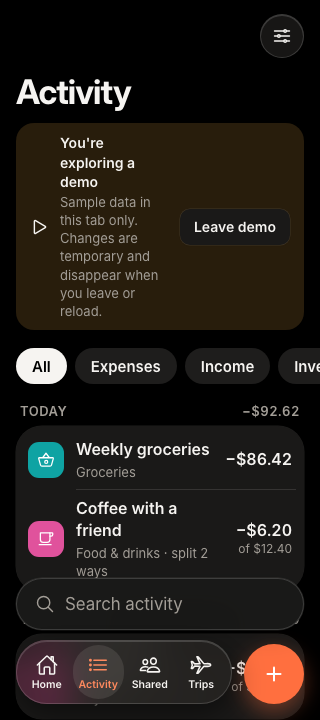 Activity
You're
exploring a
demo
Sample data in
this tab only.
Changes are
temporary and
disappear when
you leave or
reload.
Leave demo
All
Expenses
Income
TODAY
−$92.62
Weekly groceries
−$86.42
Groceries
Coffee with a
friend
−$6.20
Food & drinks · split 2
of $12.40
ways
Search activity
Home
Activity
Shared
Trips
of